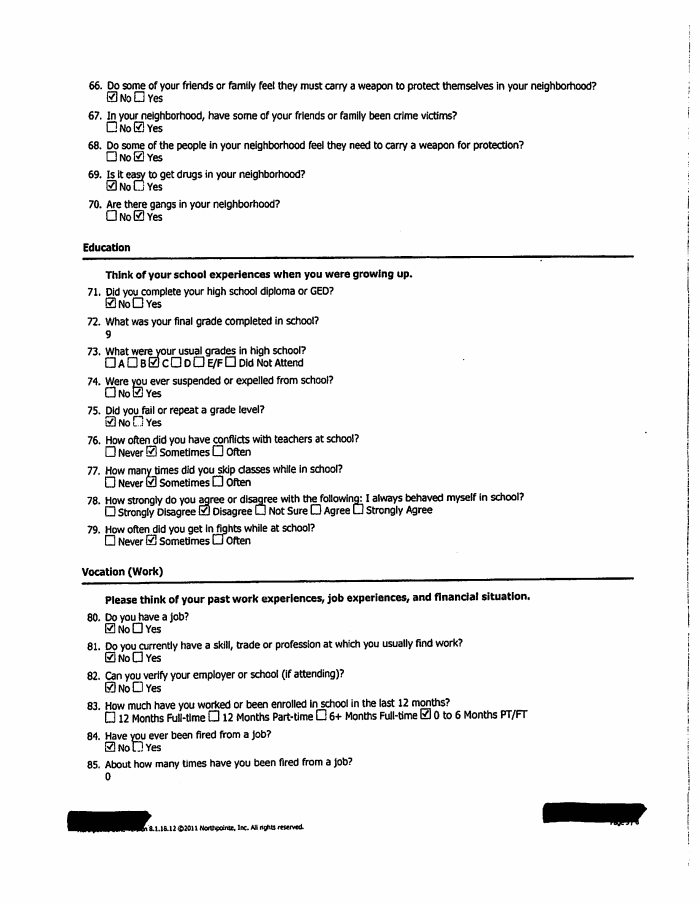 66. Do some of your friends or family feel they must carry a weapon to protect themselves in your neighborhood?
☑ No ☐ Yes
67. In your neighborhood, have some of your friends or family been crime victims?
☐ No ☑ Yes
68. Do some of the people in your neighborhood feel they need to carry a weapon for protection?
☐ No ☑ Yes
69. Is it easy to get drugs in your neighborhood?
☑ No ☐ Yes
70. Are there gangs in your neighborhood?
☐ No ☑ Yes
Education
Think of your school experiences when you were growing up.
71. Did you complete your high school diploma or GED?
☑ No ☐ Yes
72. What was your final grade completed in school?
9
73. What were your usual grades in high school?
☐ A ☐ B ☑ C ☐ D ☐ E/F ☐ Did Not Attend
74. Were you ever suspended or expelled from school?
☐ No ☑ Yes
75. Did you fail or repeat a grade level?
☑ No ☐ Yes
76. How often did you have conflicts with teachers at school?
☐ Never ☑ Sometimes ☐ Often
77. How many times did you skip classes while in school?
☐ Never ☑ Sometimes ☐ Often
78. How strongly do you agree or disagree with the following: I always behaved myself in school?
☐ Strongly Disagree ☑ Disagree ☐ Not Sure ☐ Agree ☐ Strongly Agree
79. How often did you get in fights while at school?
☐ Never ☑ Sometimes ☐ Often
Vocation (Work)
Please think of your past work experiences, job experiences, and financial situation.
80. Do you have a job?
☑ No ☐ Yes
81. Do you currently have a skill, trade or profession at which you usually find work?
☑ No ☐ Yes
82. Can you verify your employer or school (if attending)?
☑ No ☐ Yes
83. How much have you worked or been enrolled in school in the last 12 months?
☐ 12 Months Full-time ☐ 12 Months Part-time ☐ 6+ Months Full-time ☑ 0 to 6 Months PT/FT
84. Have you ever been fired from a job?
☑ No ☐ Yes
85. About how many times have you been fired from a job?
0
8.1.18.12 ©2011 Northpointe, Inc. All rights reserved.